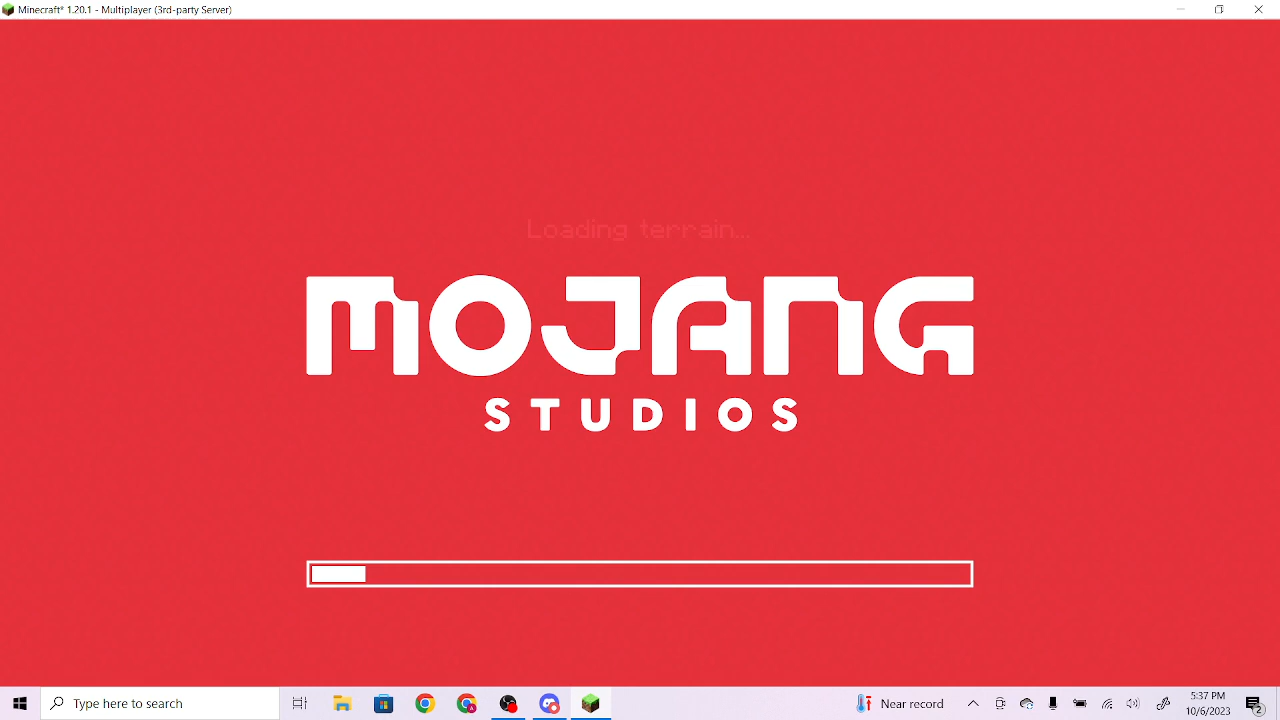 Minecraft* 1.20.1 - Multiplayer (3rd-party Server)
Loading terrain...
MOJANG
STUDIOS
Type here to search
Near record
5:37 PM
10/6/2023
2